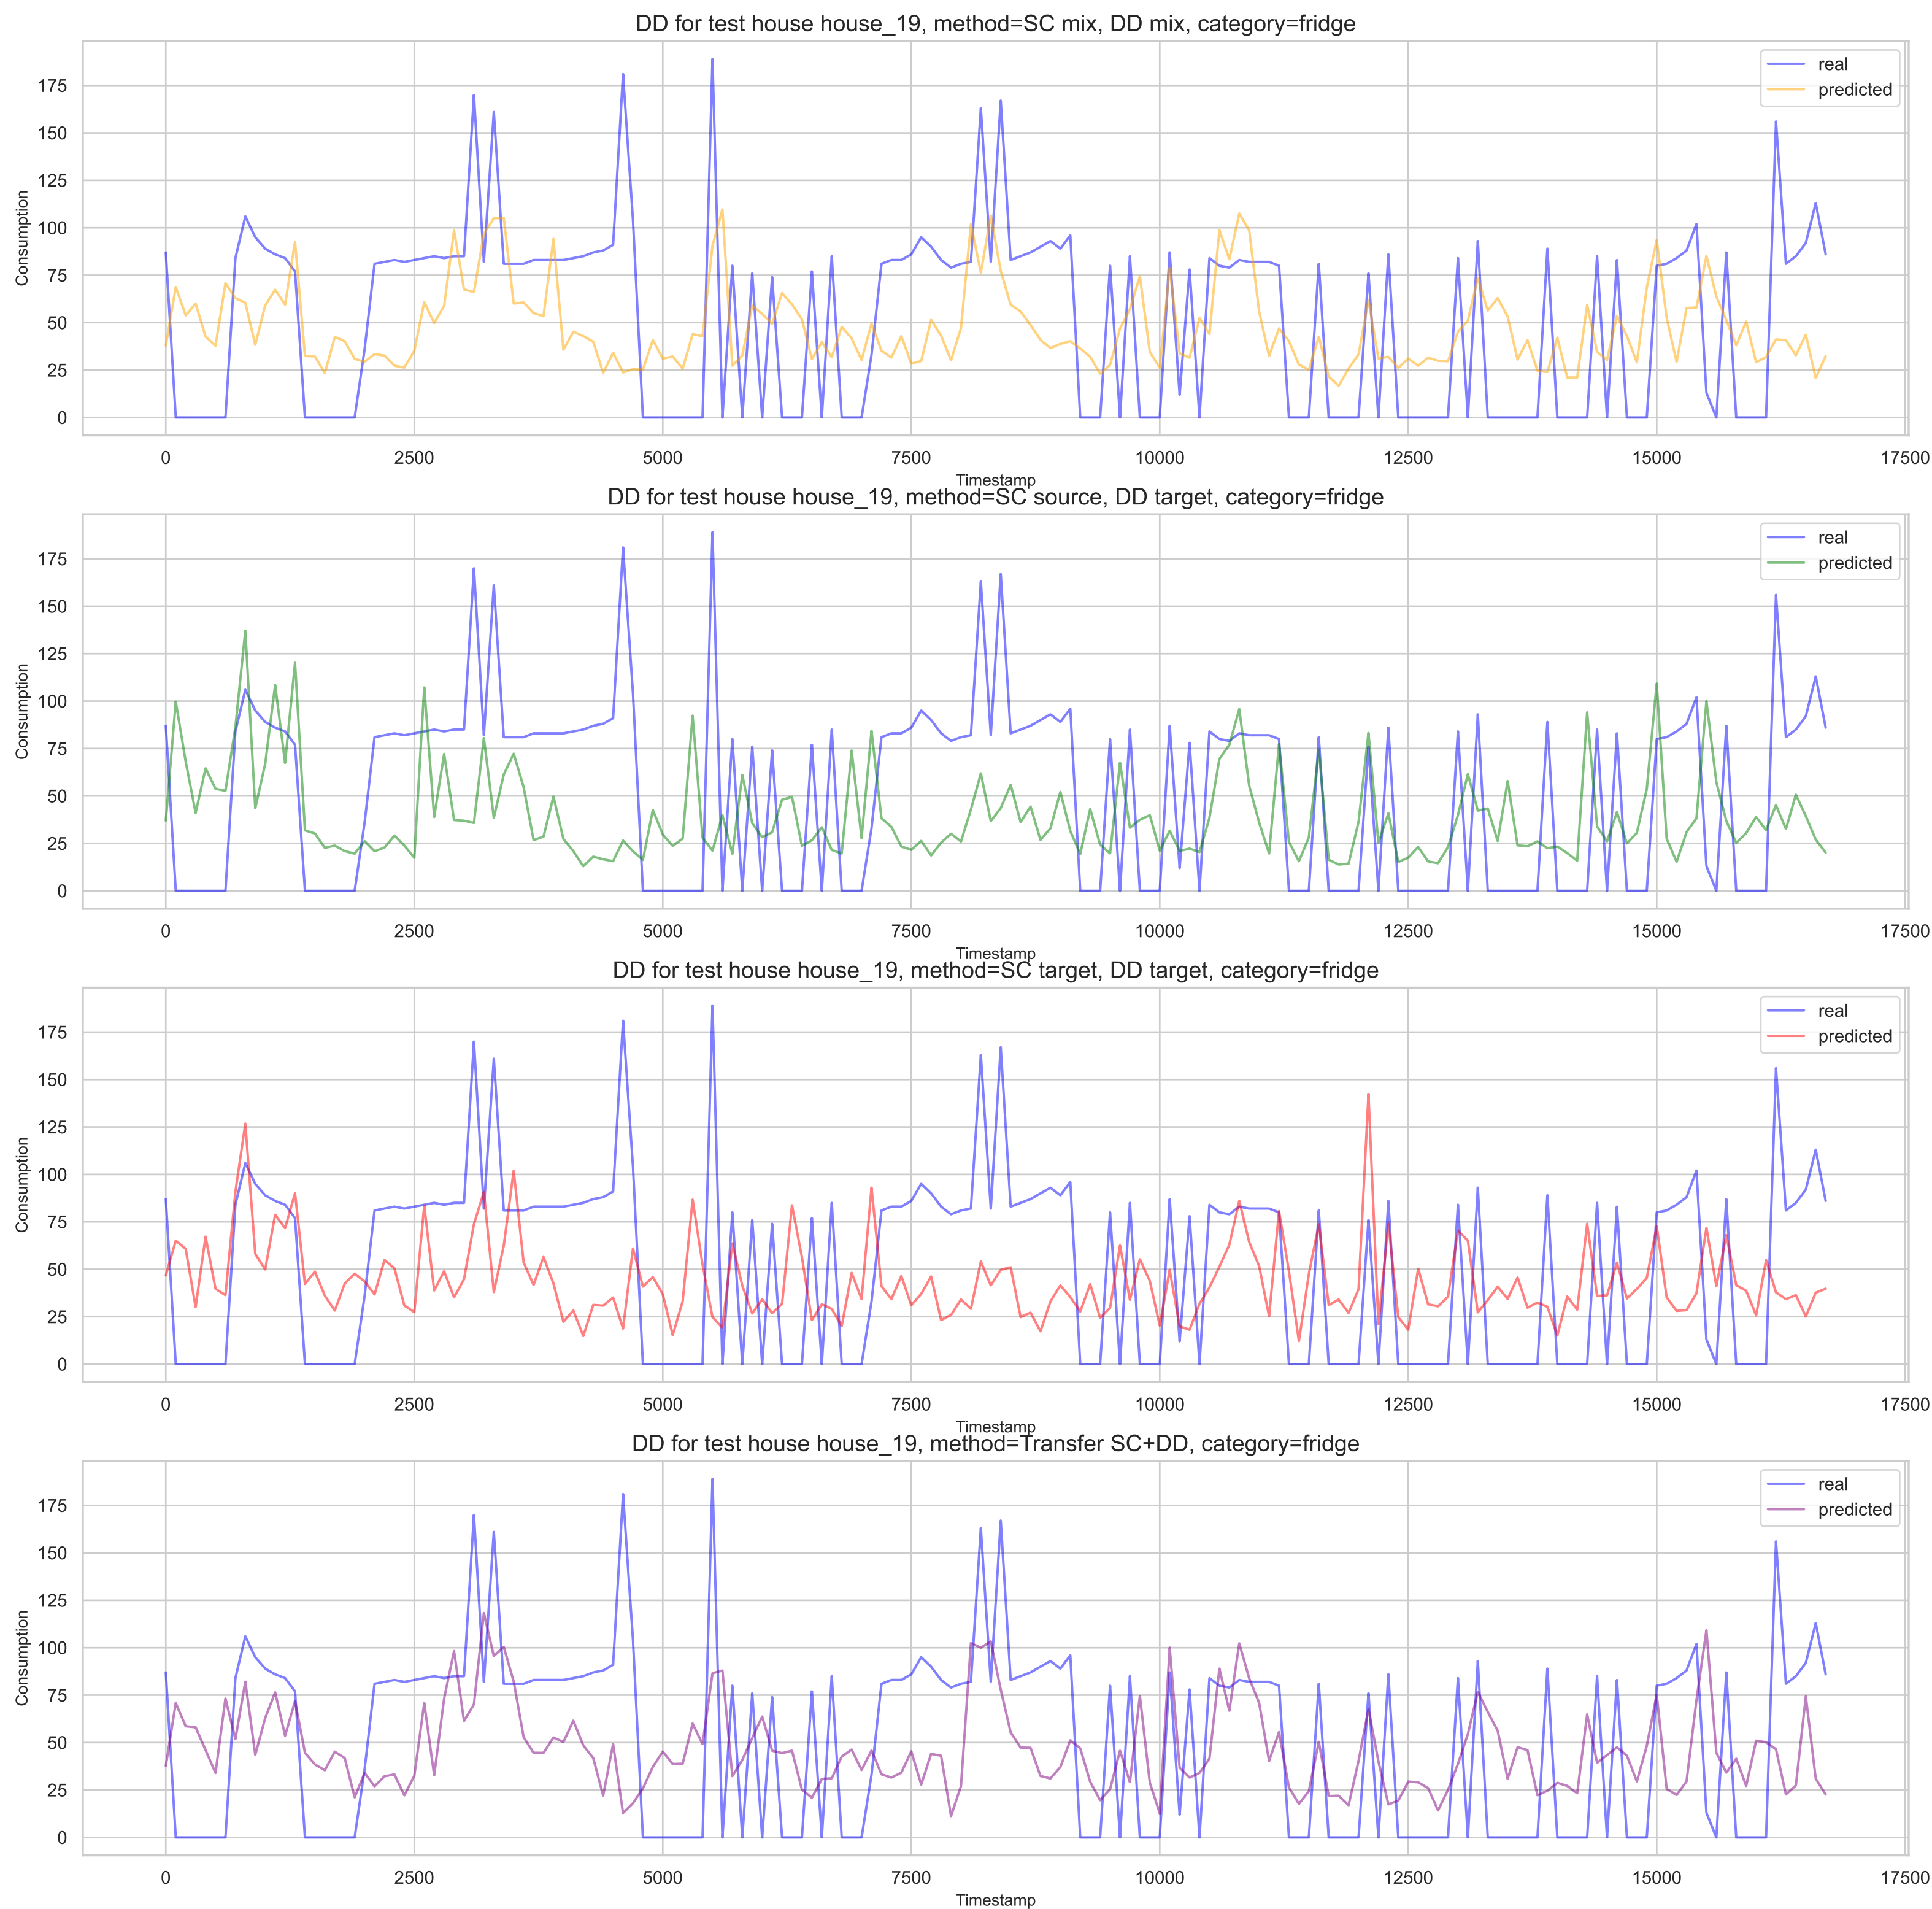 DD for test house house_19, method=SC mix, DD mix, category=fridge
real
predicted
Consumption
175
150
125
100
75
50
25
0
0 2500 5000 7500 10000 12500 15000 17500
Timestamp
DD for test house house_19, method=SC source, DD target, category=fridge
real
predicted
Consumption
175
150
125
100
75
50
25
0
0 2500 5000 7500 10000 12500 15000 17500
Timestamp
DD for test house house_19, method=SC target, DD target, category=fridge
real
predicted
Consumption
175
150
125
100
75
50
25
0
0 2500 5000 7500 10000 12500 15000 17500
Timestamp
DD for test house house_19, method=Transfer SC+DD, category=fridge
real
predicted
Consumption
175
150
125
100
75
50
25
0
0 2500 5000 7500 10000 12500 15000 17500
Timestamp